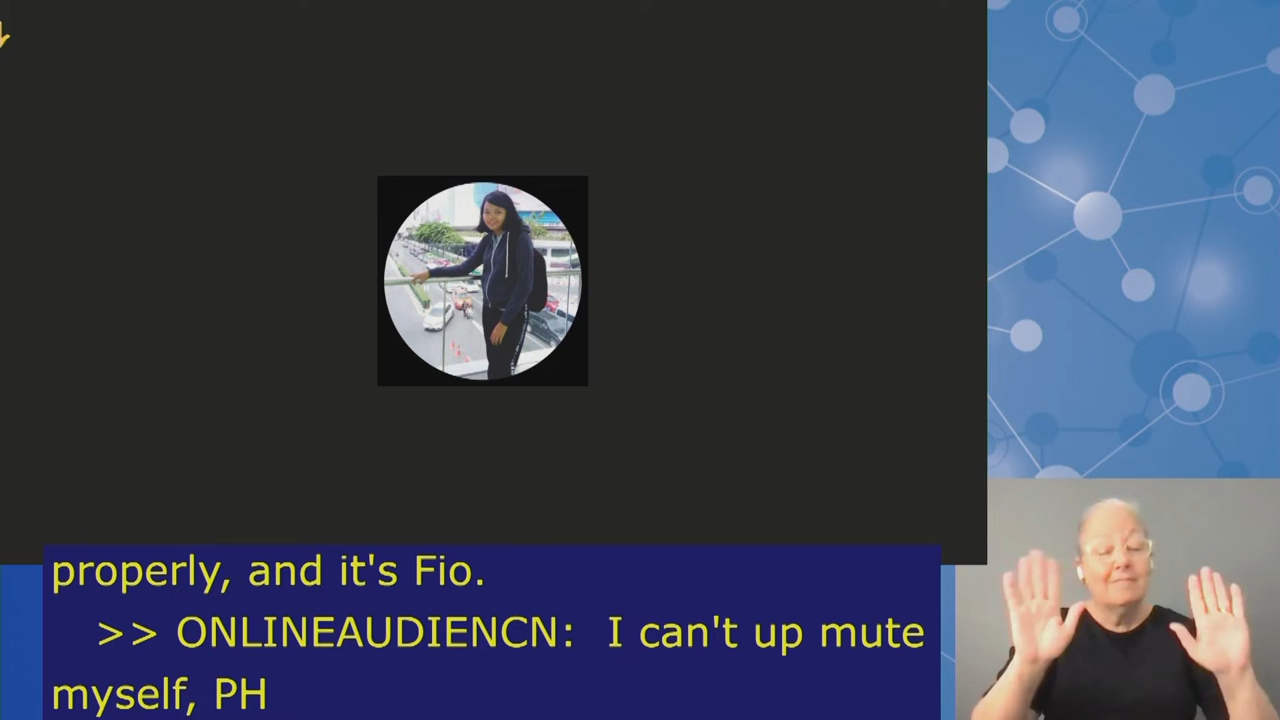 properly, and it's Fio.
>> ONLINEAUDIENCN: I can't up mute
myself, PH